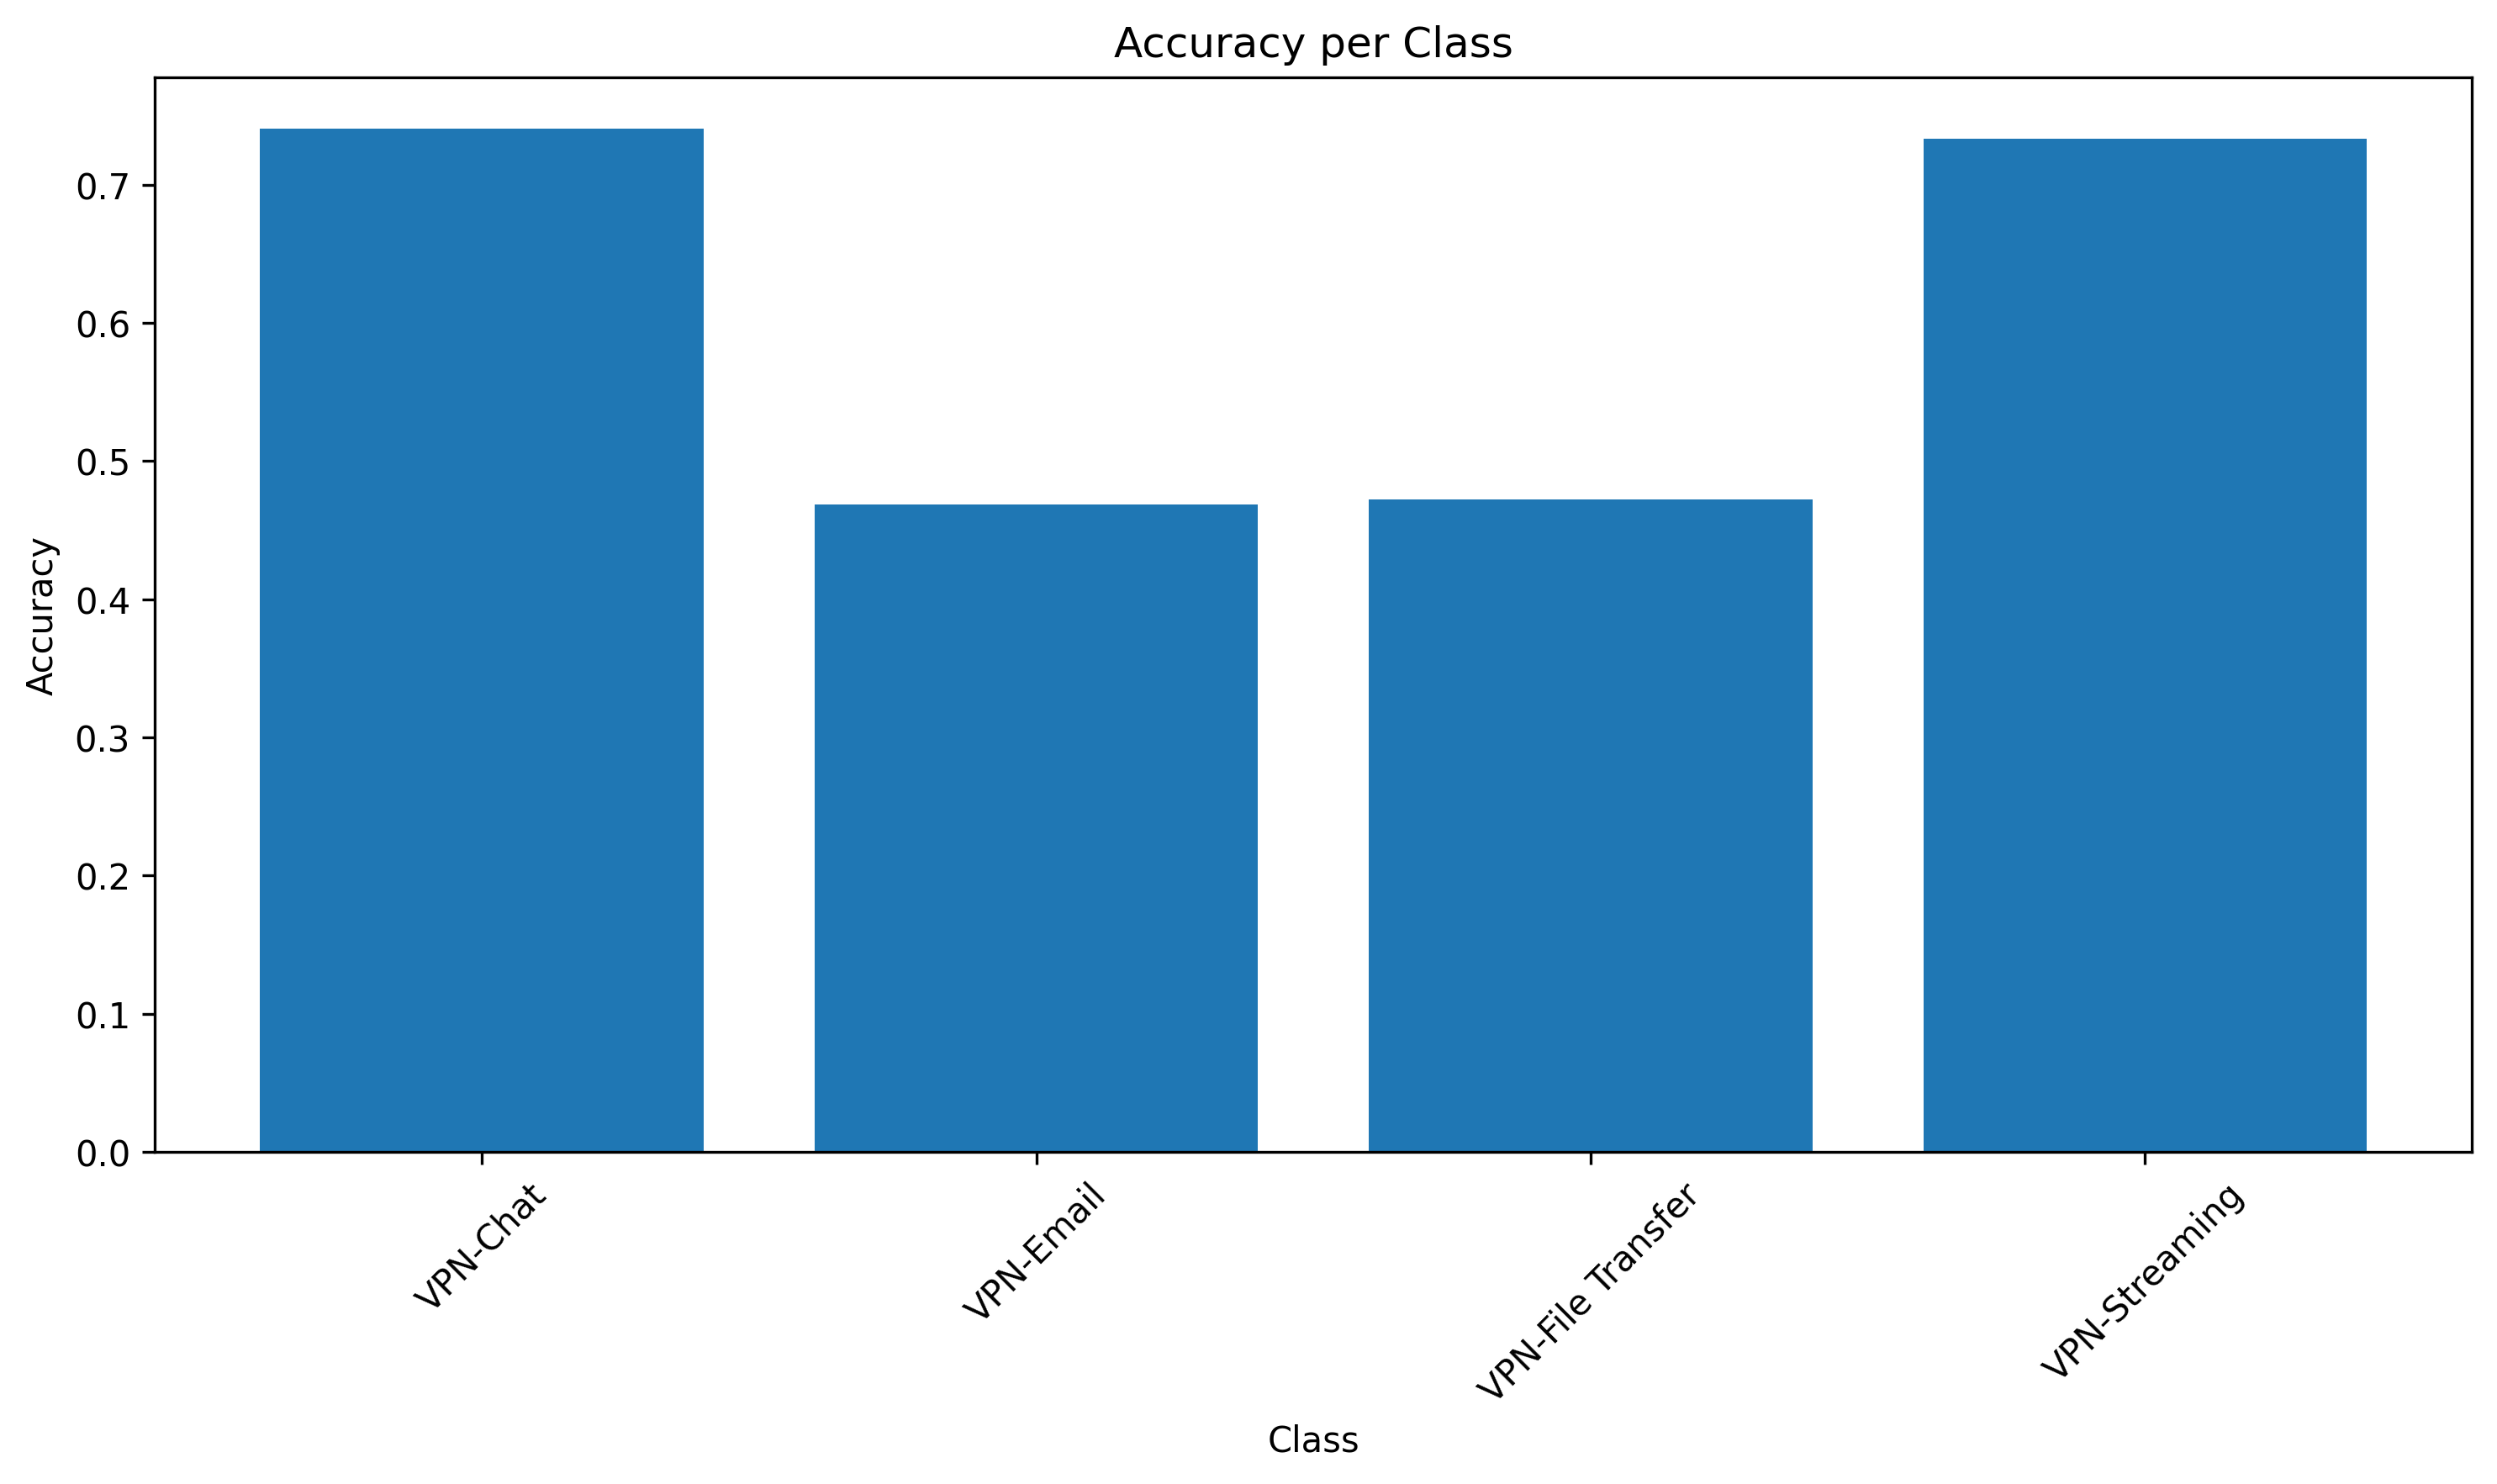 Accuracy per Class
Accuracy
0.7
0.6
0.5
0.4
0.3
0.2
0.1
0.0
VPN-Chat
VPN-Email
VPN-File Transfer
VPN-Streaming
Class